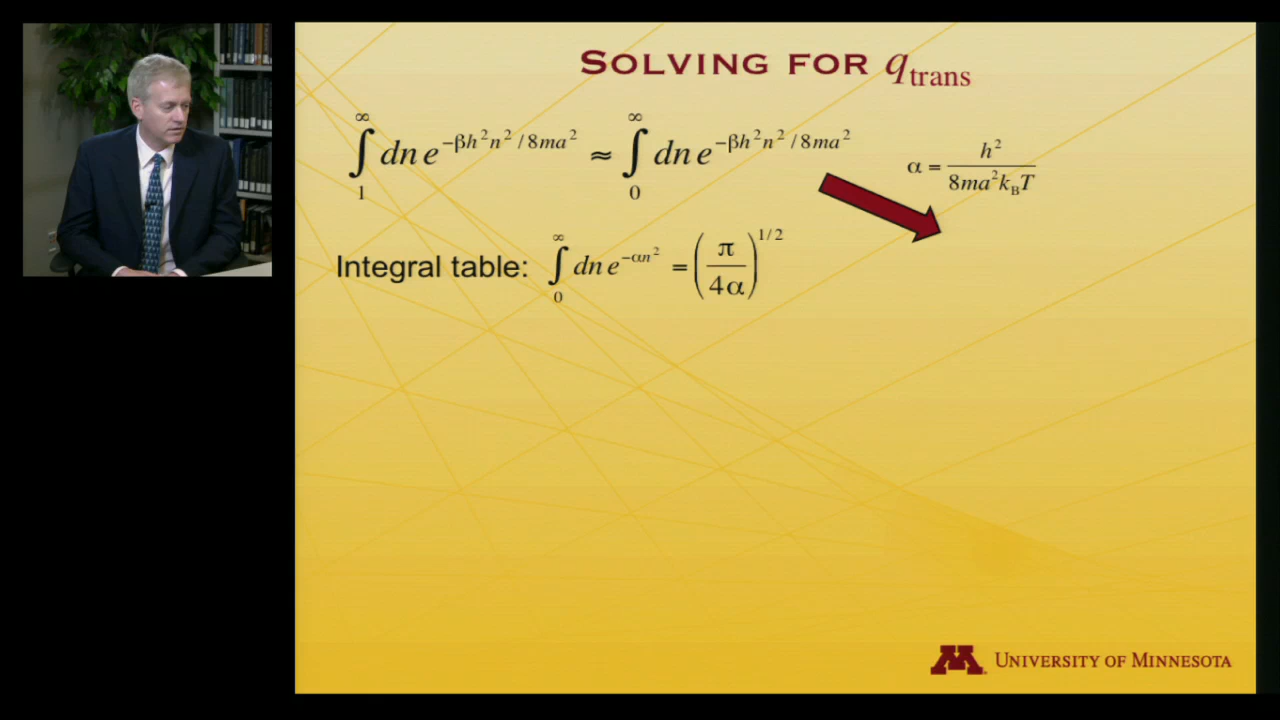 SOLVING FOR q_trans
∫₁^∞ dn e^{−βh²n²/8ma²} ≈ ∫₀^∞ dn e^{−βh²n²/8ma²}
α = h² / 8ma²k_BT
Integral table: ∫₀^∞ dn e^{−αn²} = (π / 4α)^{1/2}
M UNIVERSITY OF MINNESOTA